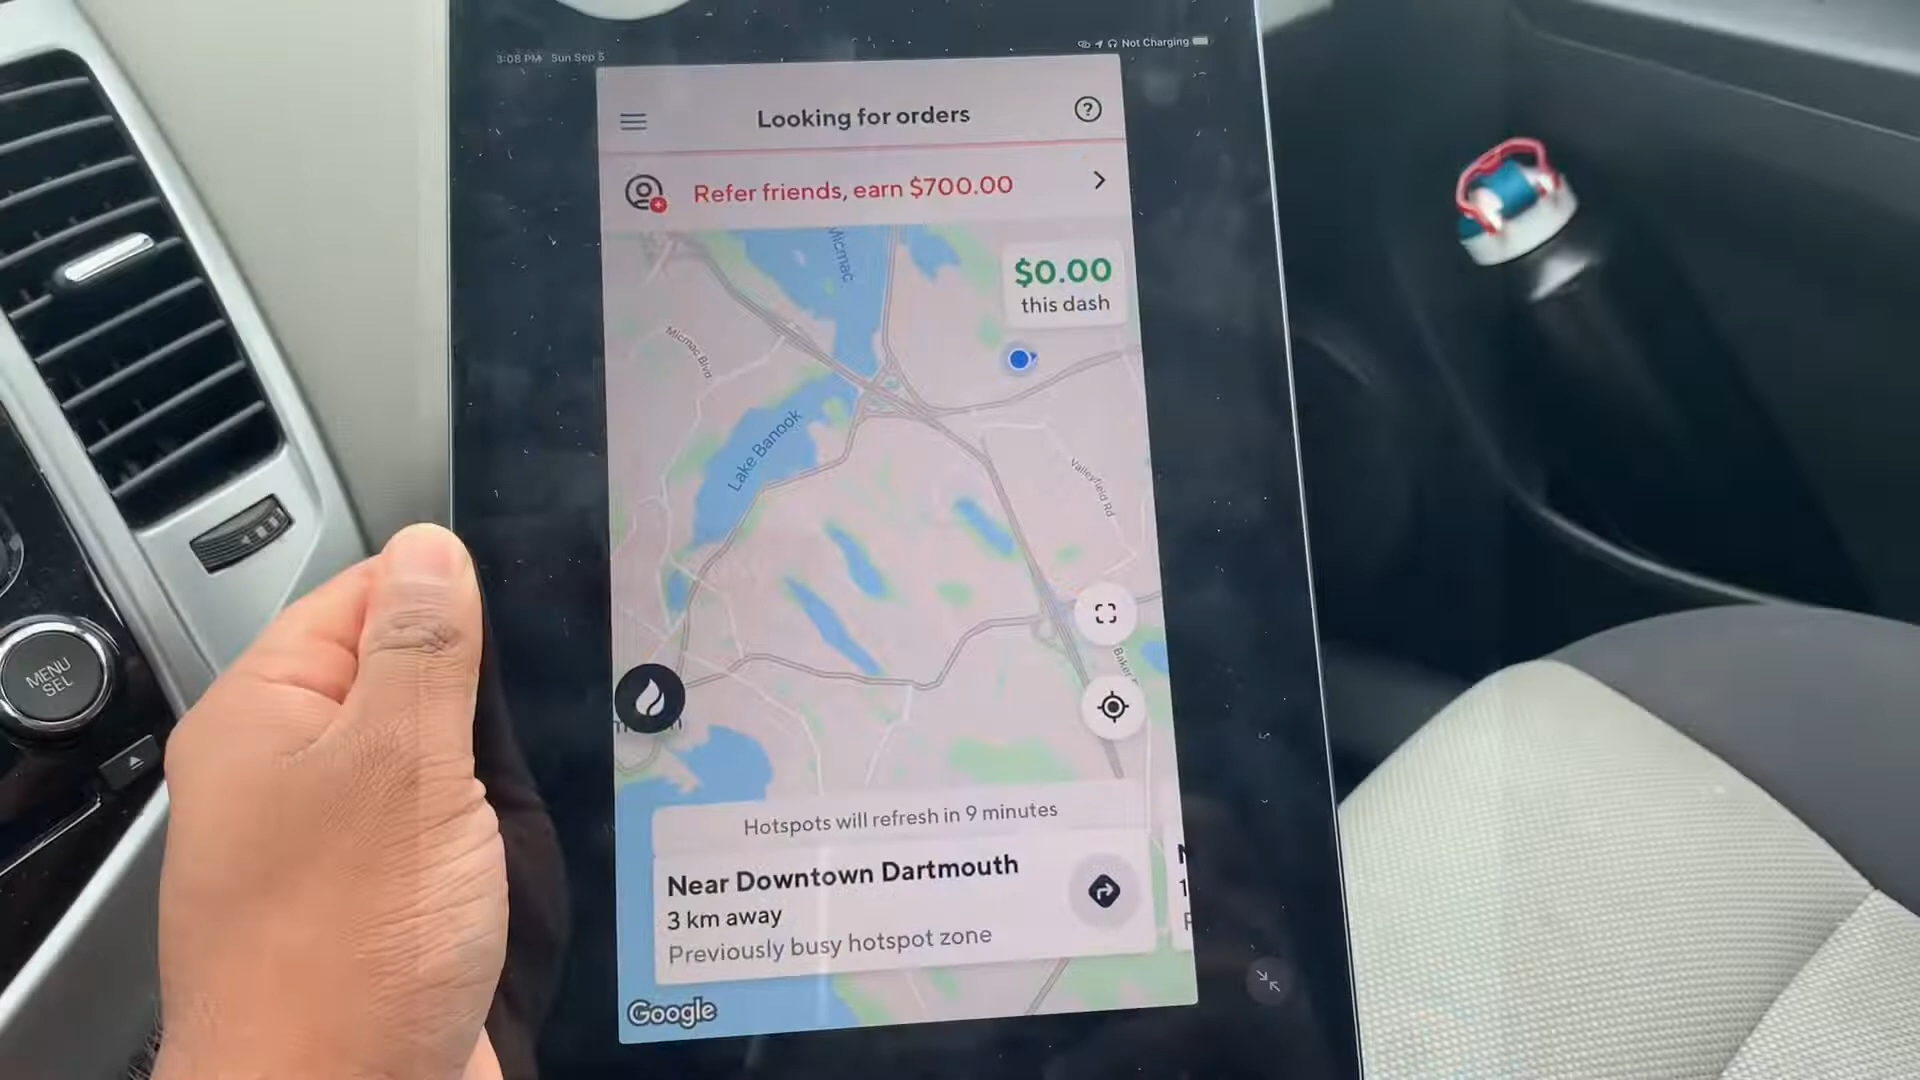 3:08 PM Sun Sep 5
Not Charging
Looking for orders
?
Refer friends, earn $700.00
Micmac
$0.00
this dash
Micmac Blvd
Lake Banook
Valleyfield Rd
Baker
MENU
SEL
Hotspots will refresh in 9 minutes
Near Downtown Dartmouth
3 km away
Previously busy hotspot zone
Google